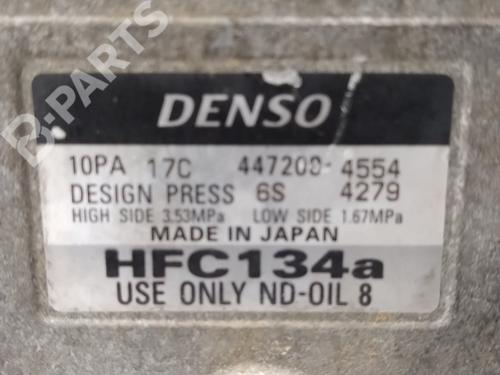 B-PARTS
DENSO
10PA 17C 447200-4554
DESIGN PRESS 6S 4279
HIGH SIDE 3.53MPa LOW SIDE 1.67MPa
MADE IN JAPAN
HFC134a
USE ONLY ND-OIL 8